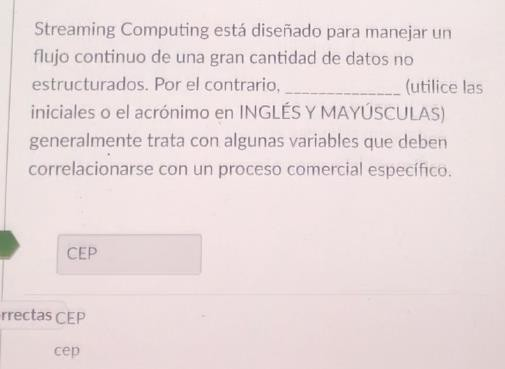 Streaming Computing está diseñado para manejar un
flujo continuo de una gran cantidad de datos no
estructurados. Por el contrario, ______________ (utilice las
iniciales o el acrónimo en INGLÉS Y MAYÚSCULAS)
generalmente trata con algunas variables que deben
correlacionarse con un proceso comercial específico.
CEP
rrectas CEP
cep